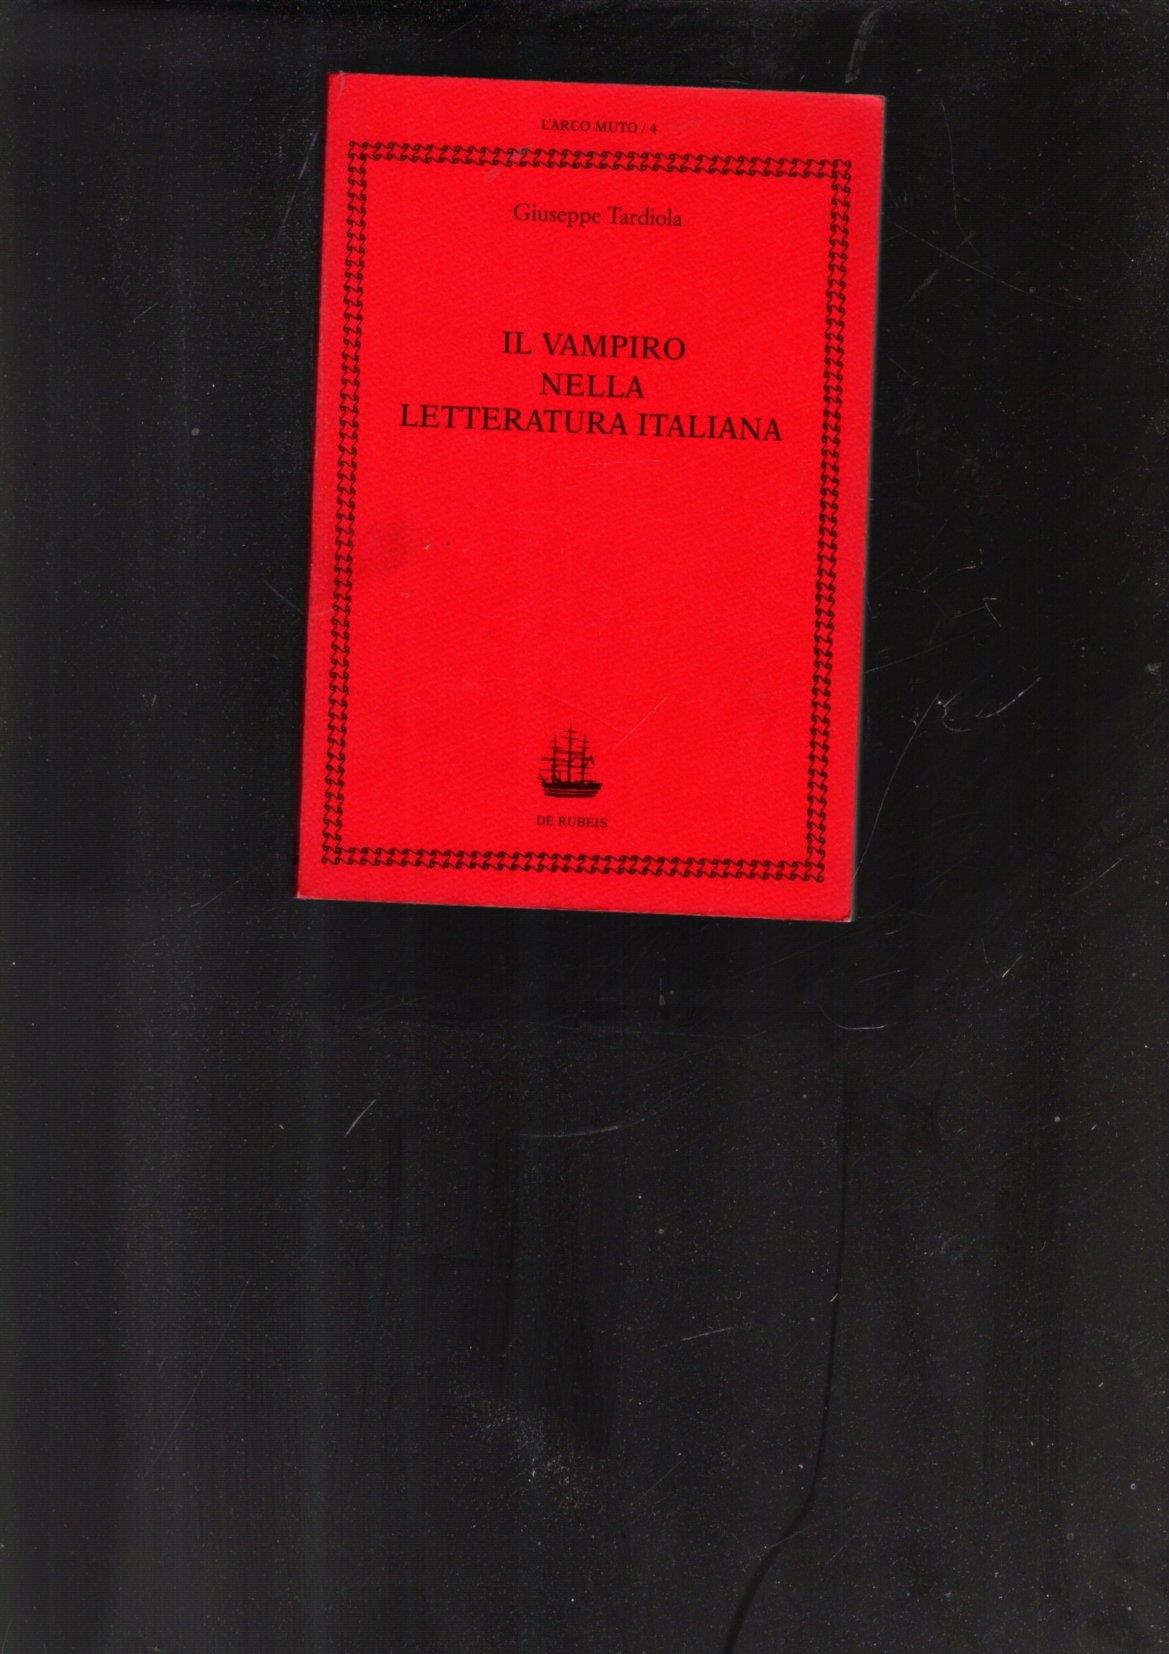 L'ARCO MUTO / 4
Giuseppe Tardiola
IL VAMPIRO
NELLA
LETTERATURA ITALIANA
DE RUBEIS